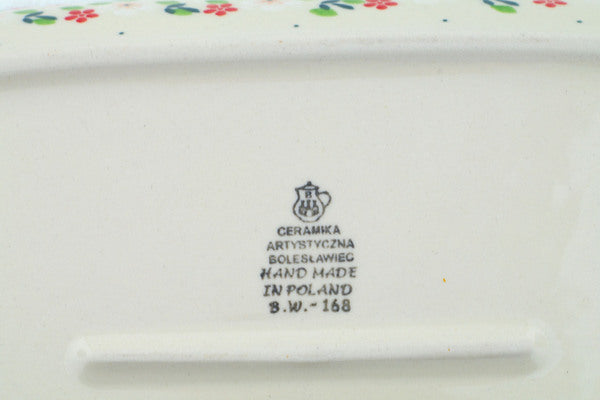 CERAMIKA
ARTYSTYCZNA
BOLESŁAWIEC
HAND MADE
IN POLAND
B.W.-168